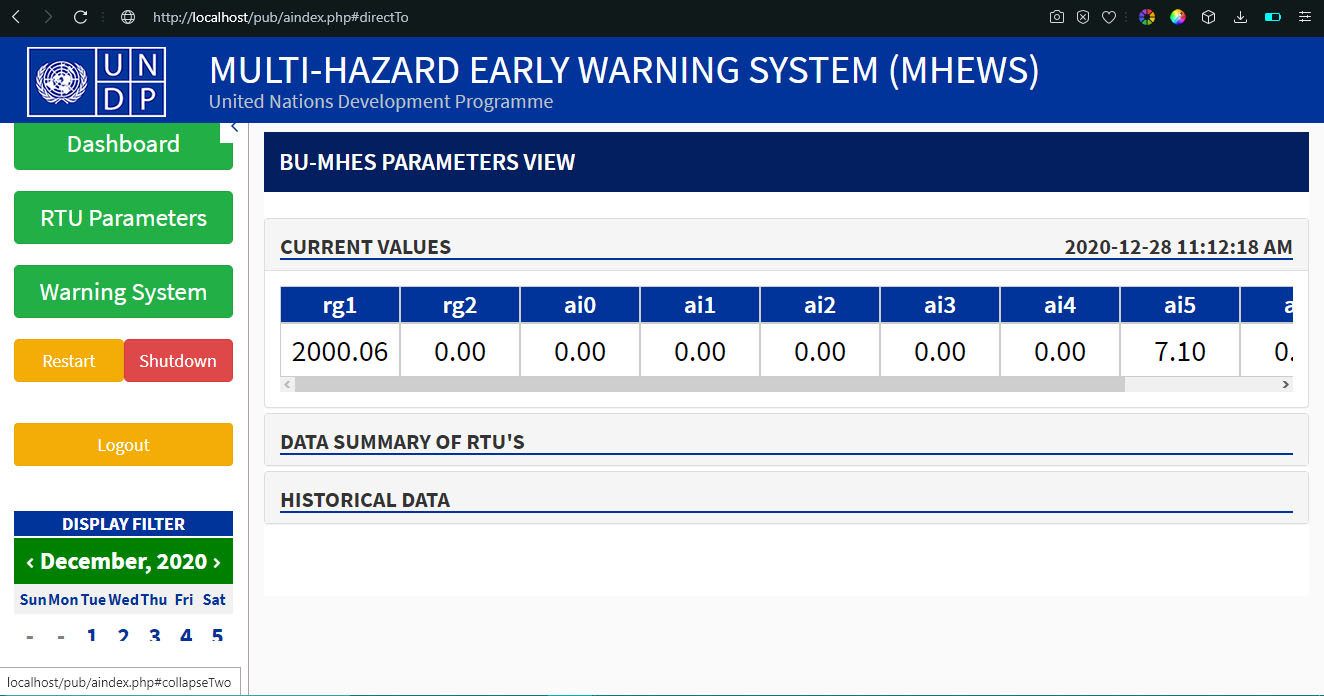 http://localhost/pub/aindex.php#directTo
UN
DP
MULTI-HAZARD EARLY WARNING SYSTEM (MHEWS)
United Nations Development Programme
Dashboard
RTU Parameters
Warning System
Restart Shutdown
Logout
DISPLAY FILTER
‹ December, 2020 ›
Sun Mon Tue Wed Thu Fri Sat
- - 1 2 3 4 5
localhost/pub/aindex.php#collapseTwo
BU-MHES PARAMETERS VIEW
CURRENT VALUES 2020-12-28 11:12:18 AM
rg1 rg2 ai0 ai1 ai2 ai3 ai4 ai5
2000.06 0.00 0.00 0.00 0.00 0.00 0.00 7.10
DATA SUMMARY OF RTU'S
HISTORICAL DATA